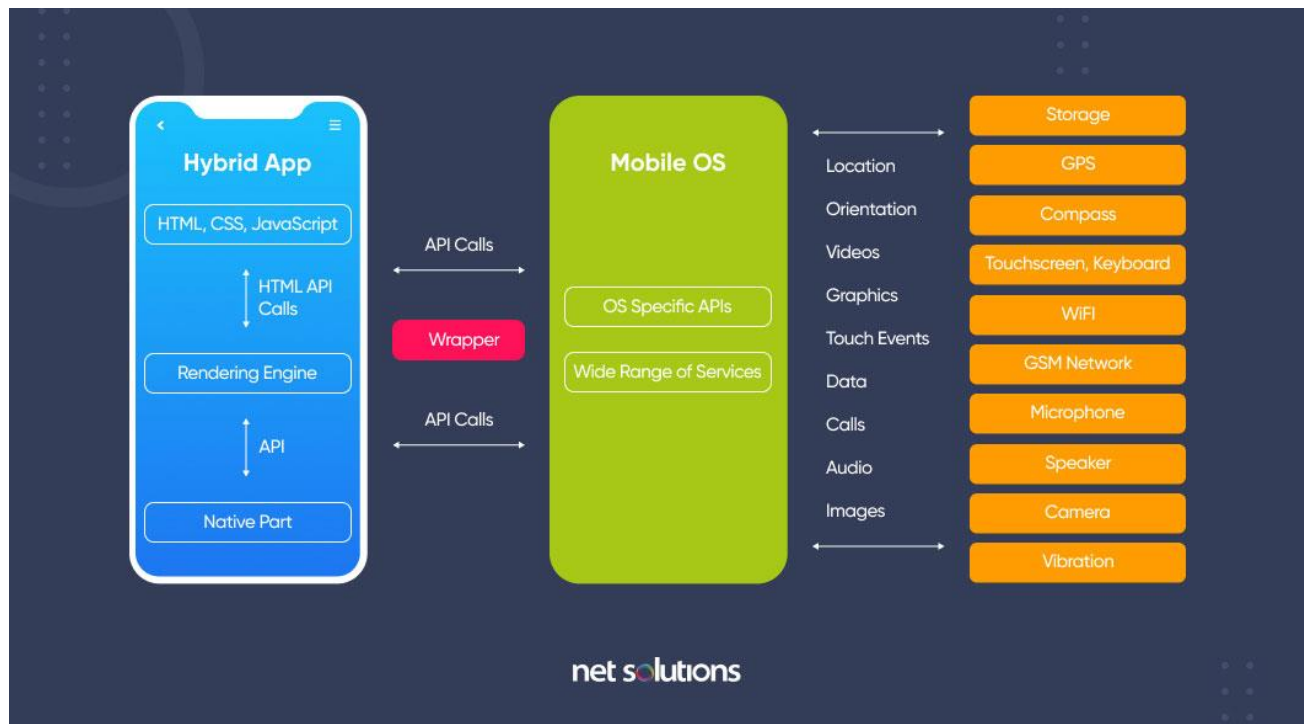 Hybrid App
HTML, CSS, JavaScript
HTML API
Calls
Rendering Engine
API
Native Part
API Calls
Wrapper
API Calls
Mobile OS
OS Specific APIs
Wide Range of Services
Location
Orientation
Videos
Graphics
Touch Events
Data
Calls
Audio
Images
Storage
GPS
Compass
Touchscreen, Keyboard
WiFI
GSM Network
Microphone
Speaker
Camera
Vibration
net solutions